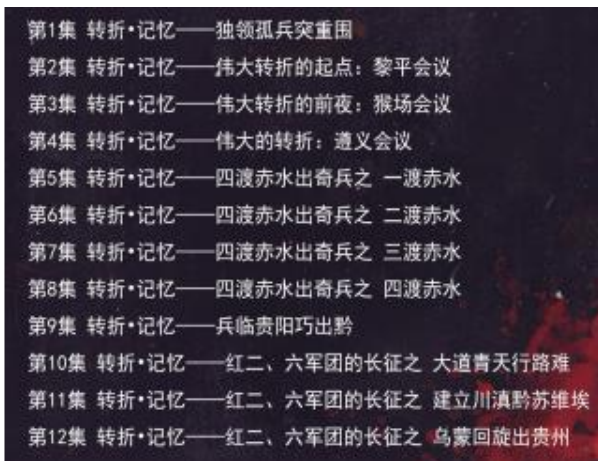 第1集 转折•记忆——独领孤兵突重围
第2集 转折•记忆——伟大转折的起点：黎平会议
第3集 转折•记忆——伟大转折的前夜：猴场会议
第4集 转折•记忆——伟大的转折：遵义会议
第5集 转折•记忆——四渡赤水出奇兵之 一渡赤水
第6集 转折•记忆——四渡赤水出奇兵之 二渡赤水
第7集 转折•记忆——四渡赤水出奇兵之 三渡赤水
第8集 转折•记忆——四渡赤水出奇兵之 四渡赤水
第9集 转折•记忆——兵临贵阳巧出黔
第10集 转折•记忆——红二、六军团的长征之 大道青天行路难
第11集 转折•记忆——红二、六军团的长征之 建立川滇黔苏维埃
第12集 转折•记忆——红二、六军团的长征之 乌蒙回旋出贵州